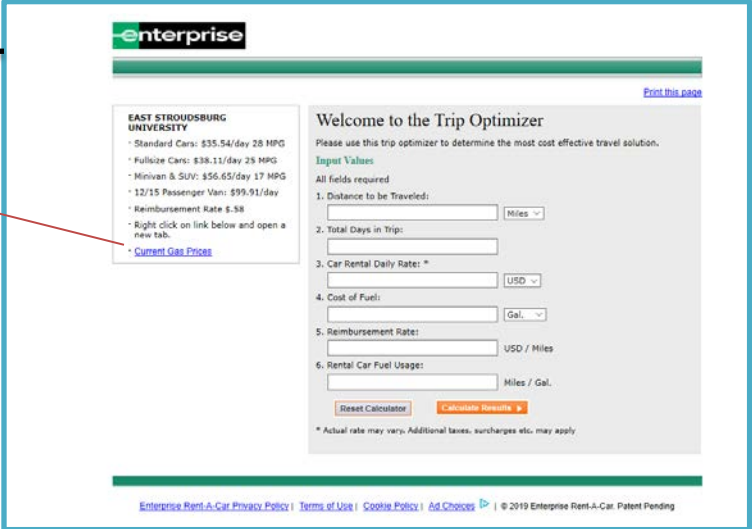 enterprise
Print this page
EAST STROUDSBURG
UNIVERSITY
· Standard Cars: $35.54/day 28 MPG
· Fullsize Cars: $38.11/day 25 MPG
· Minivan & SUV: $56.65/day 17 MPG
· 12/15 Passenger Van: $99.91/day
· Reimbursement Rate $.58
· Right click on link below and open a
new tab.
· Current Gas Prices
Welcome to the Trip Optimizer
Please use this trip optimizer to determine the most cost effective travel solution.
Input Values
All fields required
1. Distance to be Traveled:
Miles
2. Total Days in Trip:
3. Car Rental Daily Rate: *
USD
4. Cost of Fuel:
Gal.
5. Reimbursement Rate:
USD / Miles
6. Rental Car Fuel Usage:
Miles / Gal.
Reset Calculator Calculate Results
* Actual rate may vary. Additional taxes, surcharges etc. may apply
Enterprise Rent-A-Car Privacy Policy | Terms of Use | Cookie Policy | Ad Choices | © 2019 Enterprise Rent-A-Car. Patent Pending